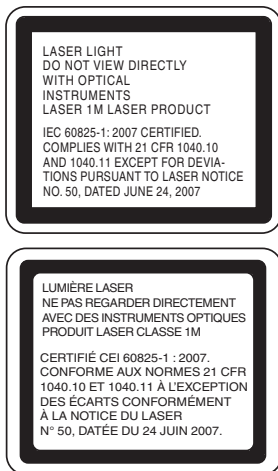 LASER LIGHT
DO NOT VIEW DIRECTLY
WITH OPTICAL
INSTRUMENTS
LASER 1M LASER PRODUCT
IEC 60825-1: 2007 CERTIFIED.
COMPLIES WITH 21 CFR 1040.10
AND 1040.11 EXCEPT FOR DEVIA-
TIONS PURSUANT TO LASER NOTICE
NO. 50, DATED JUNE 24, 2007
LUMIÈRE LASER
NE PAS REGARDER DIRECTEMENT
AVEC DES INSTRUMENTS OPTIQUES
PRODUIT LASER CLASSE 1M
CERTIFIÉ CEI 60825-1 : 2007.
CONFORME AUX NORMES 21 CFR
1040.10 ET 1040.11 À L'EXCEPTION
DES ÉCARTS CONFORMÉMENT
À LA NOTICE DU LASER
N° 50, DATÉE DU 24 JUIN 2007.